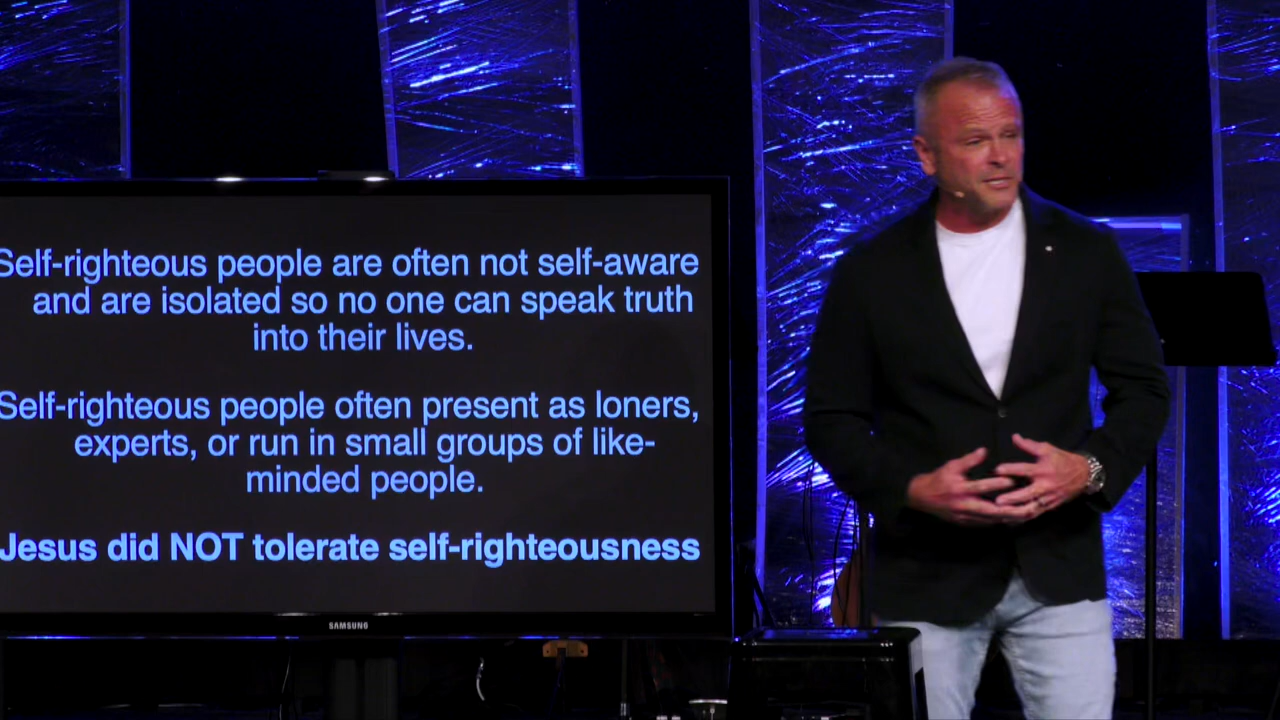 Self-righteous people are often not self-aware
and are isolated so no one can speak truth
into their lives.
Self-righteous people often present as loners,
experts, or run in small groups of like-
minded people.
Jesus did NOT tolerate self-righteousness
SAMSUNG